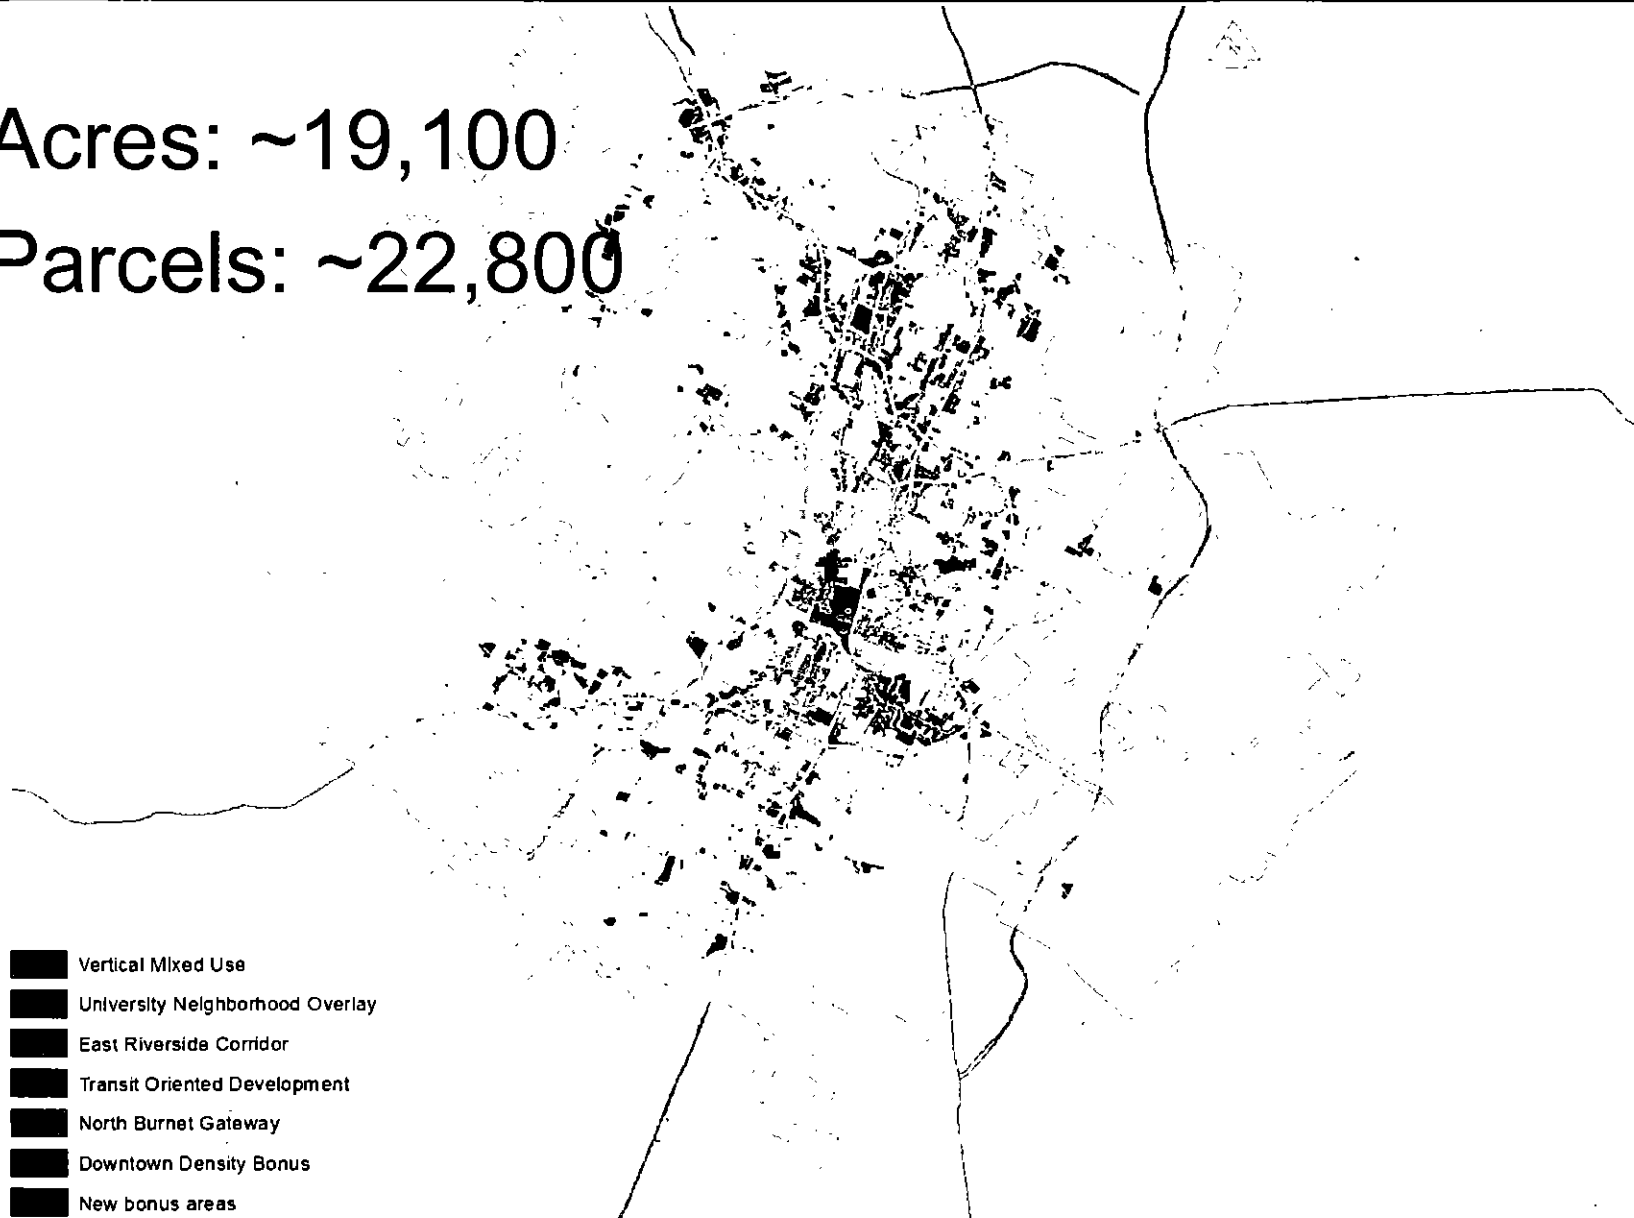 Acres: ~19,100
Parcels: ~22,800
Vertical Mixed Use
University Neighborhood Overlay
East Riverside Corridor
Transit Oriented Development
North Burnet Gateway
Downtown Density Bonus
New bonus areas